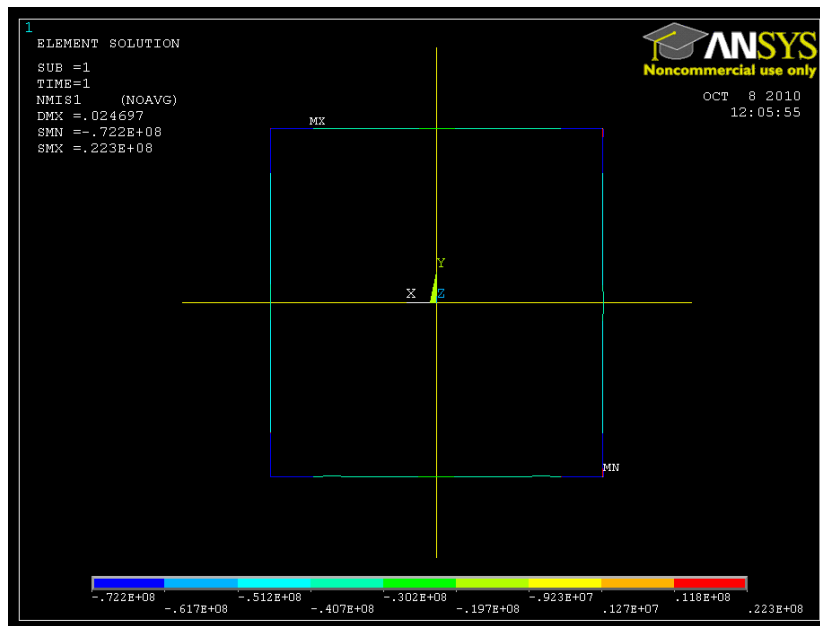 1
ELEMENT SOLUTION
SUB =1
TIME=1
NMIS1 (NOAVG)
DMX =.024697
SMN =-.722E+08
SMX =.223E+08
ANSYS
Noncommercial use only
OCT 8 2010
12:05:55
MX
Y
X Z
MN
-.722E+08 -.512E+08 -.302E+08 -.923E+07 .118E+08
-.617E+08 -.407E+08 -.197E+08 .127E+07 .223E+08